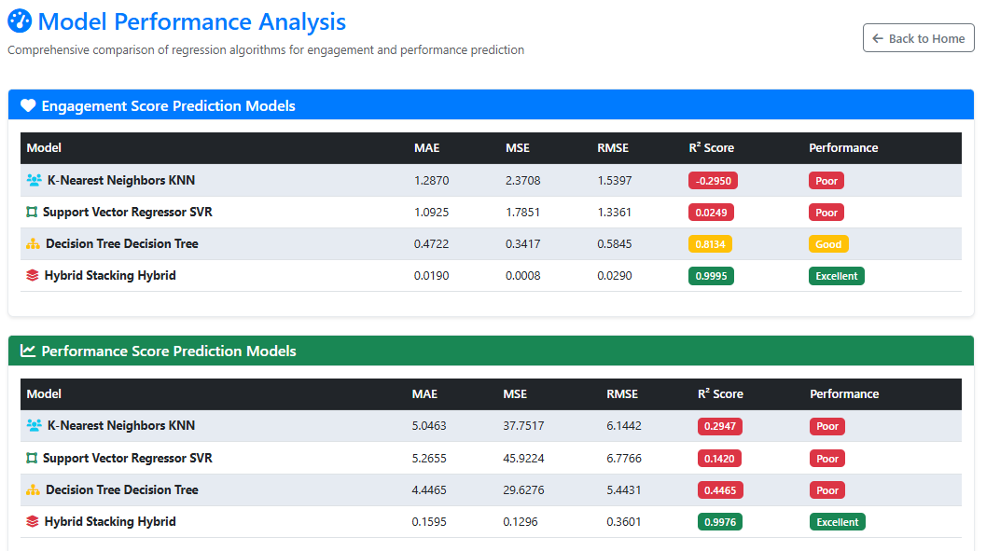 Model Performance Analysis
Comprehensive comparison of regression algorithms for engagement and performance prediction
← Back to Home
Engagement Score Prediction Models
Model MAE MSE RMSE R² Score Performance
K-Nearest Neighbors KNN 1.2870 2.3708 1.5397 -0.2950 Poor
Support Vector Regressor SVR 1.0925 1.7851 1.3361 0.0249 Poor
Decision Tree Decision Tree 0.4722 0.3417 0.5845 0.8134 Good
Hybrid Stacking Hybrid 0.0190 0.0008 0.0290 0.9995 Excellent
Performance Score Prediction Models
Model MAE MSE RMSE R² Score Performance
K-Nearest Neighbors KNN 5.0463 37.7517 6.1442 0.2947 Poor
Support Vector Regressor SVR 5.2655 45.9224 6.7766 0.1420 Poor
Decision Tree Decision Tree 4.4465 29.6276 5.4431 0.4465 Poor
Hybrid Stacking Hybrid 0.1595 0.1296 0.3601 0.9976 Excellent